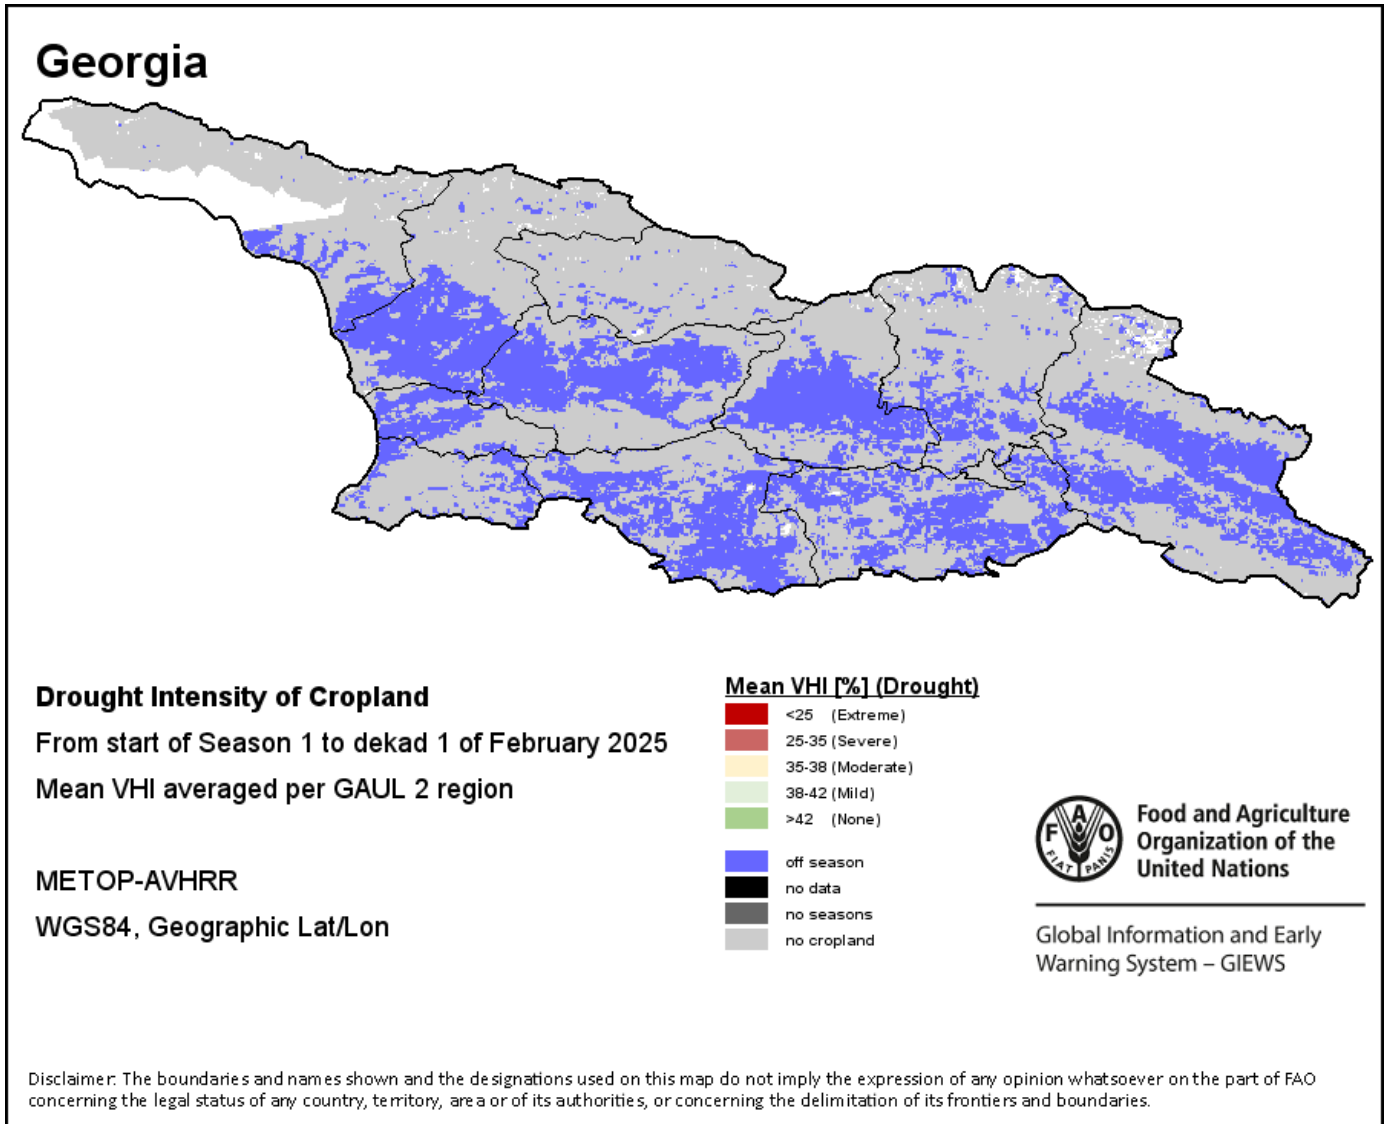 Georgia
Drought Intensity of Cropland
From start of Season 1 to dekad 1 of February 2025
Mean VHI averaged per GAUL 2 region
METOP-AVHRR
WGS84, Geographic Lat/Lon
Mean VHI [%] (Drought)
<25 (Extreme)
25-35 (Severe)
35-38 (Moderate)
38-42 (Mild)
>42 (None)
off season
no data
no seasons
no cropland
F A O
FIAT PANIS
Food and Agriculture
Organization of the
United Nations
Global Information and Early
Warning System – GIEWS
Disclaimer: The boundaries and names shown and the designations used on this map do not imply the expression of any opinion whatsoever on the part of FAO
concerning the legal status of any country, territory, area or of its authorities, or concerning the delimitation of its frontiers and boundaries.